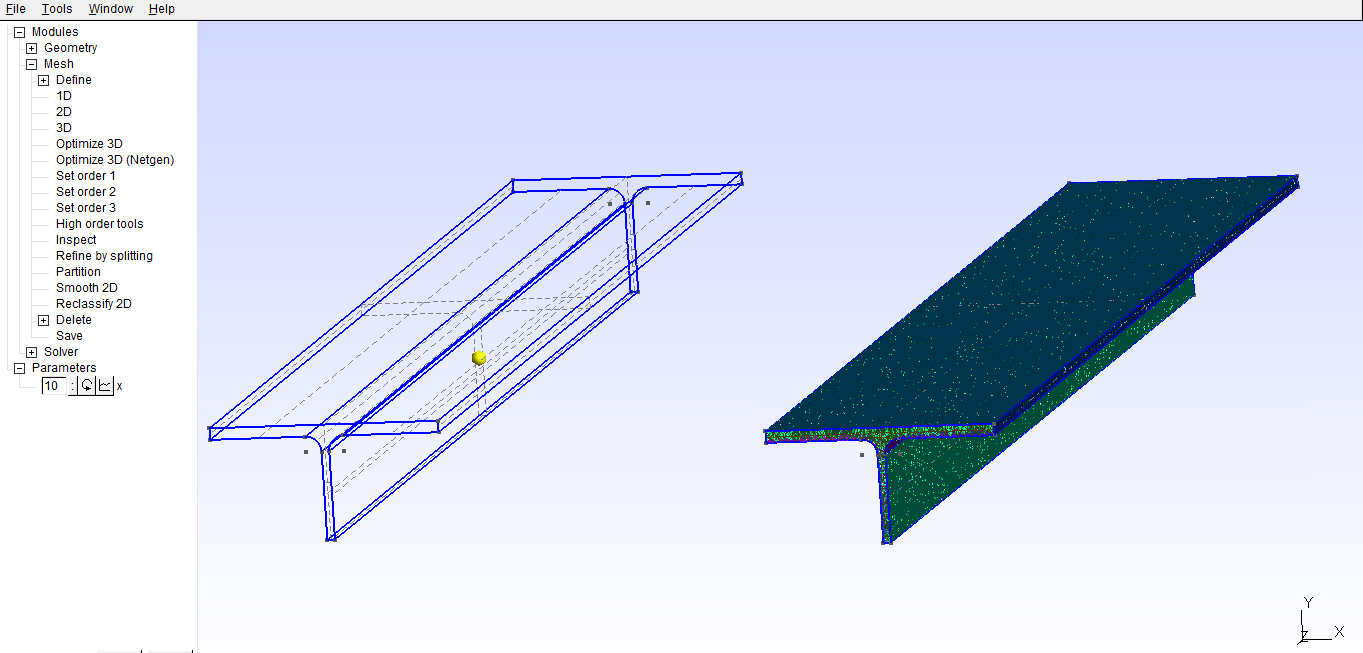 File Tools Window Help
Modules
Geometry
Mesh
Define
1D
2D
3D
Optimize 3D
Optimize 3D (Netgen)
Set order 1
Set order 2
Set order 3
High order tools
Inspect
Refine by splitting
Partition
Smooth 2D
Reclassify 2D
Delete
Save
Solver
Parameters
10 : x
Y
X
Z